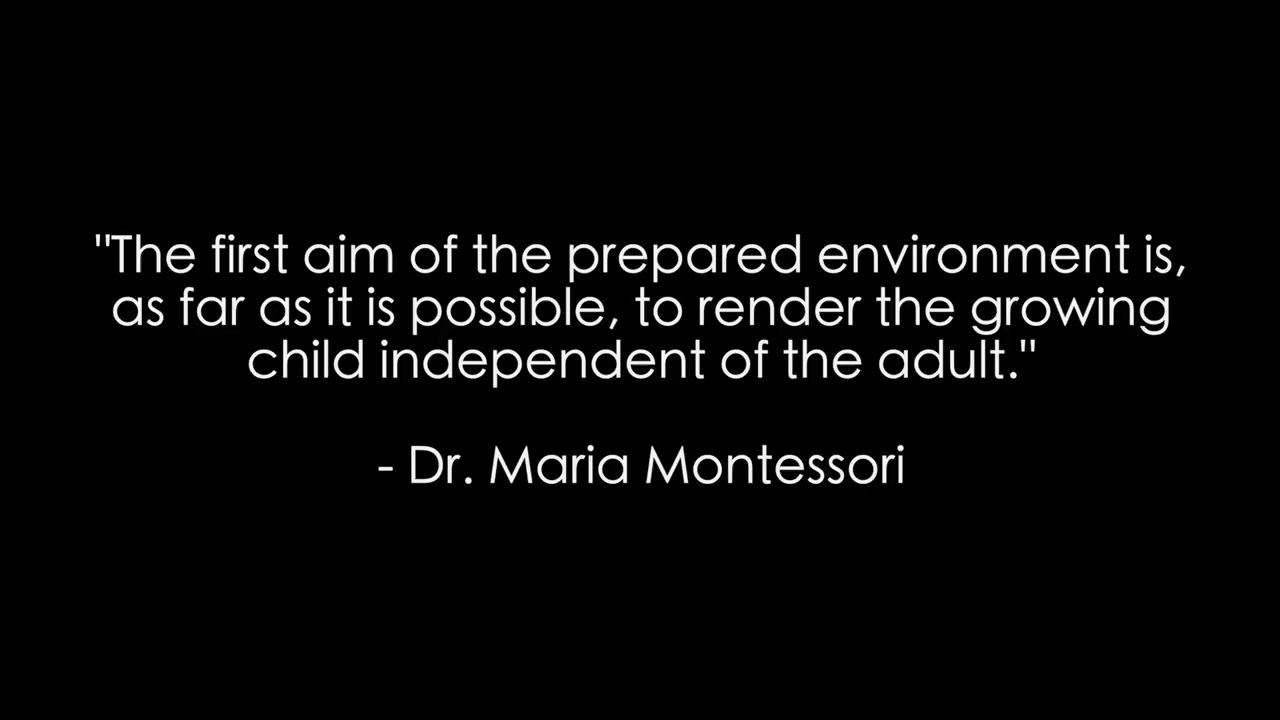 "The first aim of the prepared environment is,
as far as it is possible, to render the growing
child independent of the adult."
- Dr. Maria Montessori